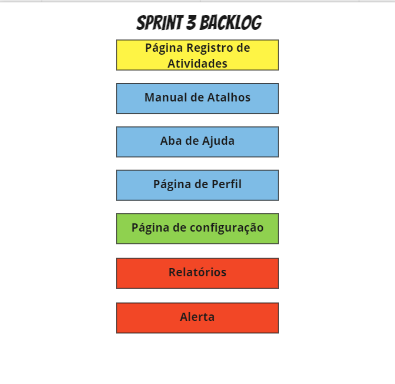 SPRINT 3 BACKLOG
Página Registro de
Atividades
Manual de Atalhos
Aba de Ajuda
Página de Perfil
Página de configuração
Relatórios
Alerta